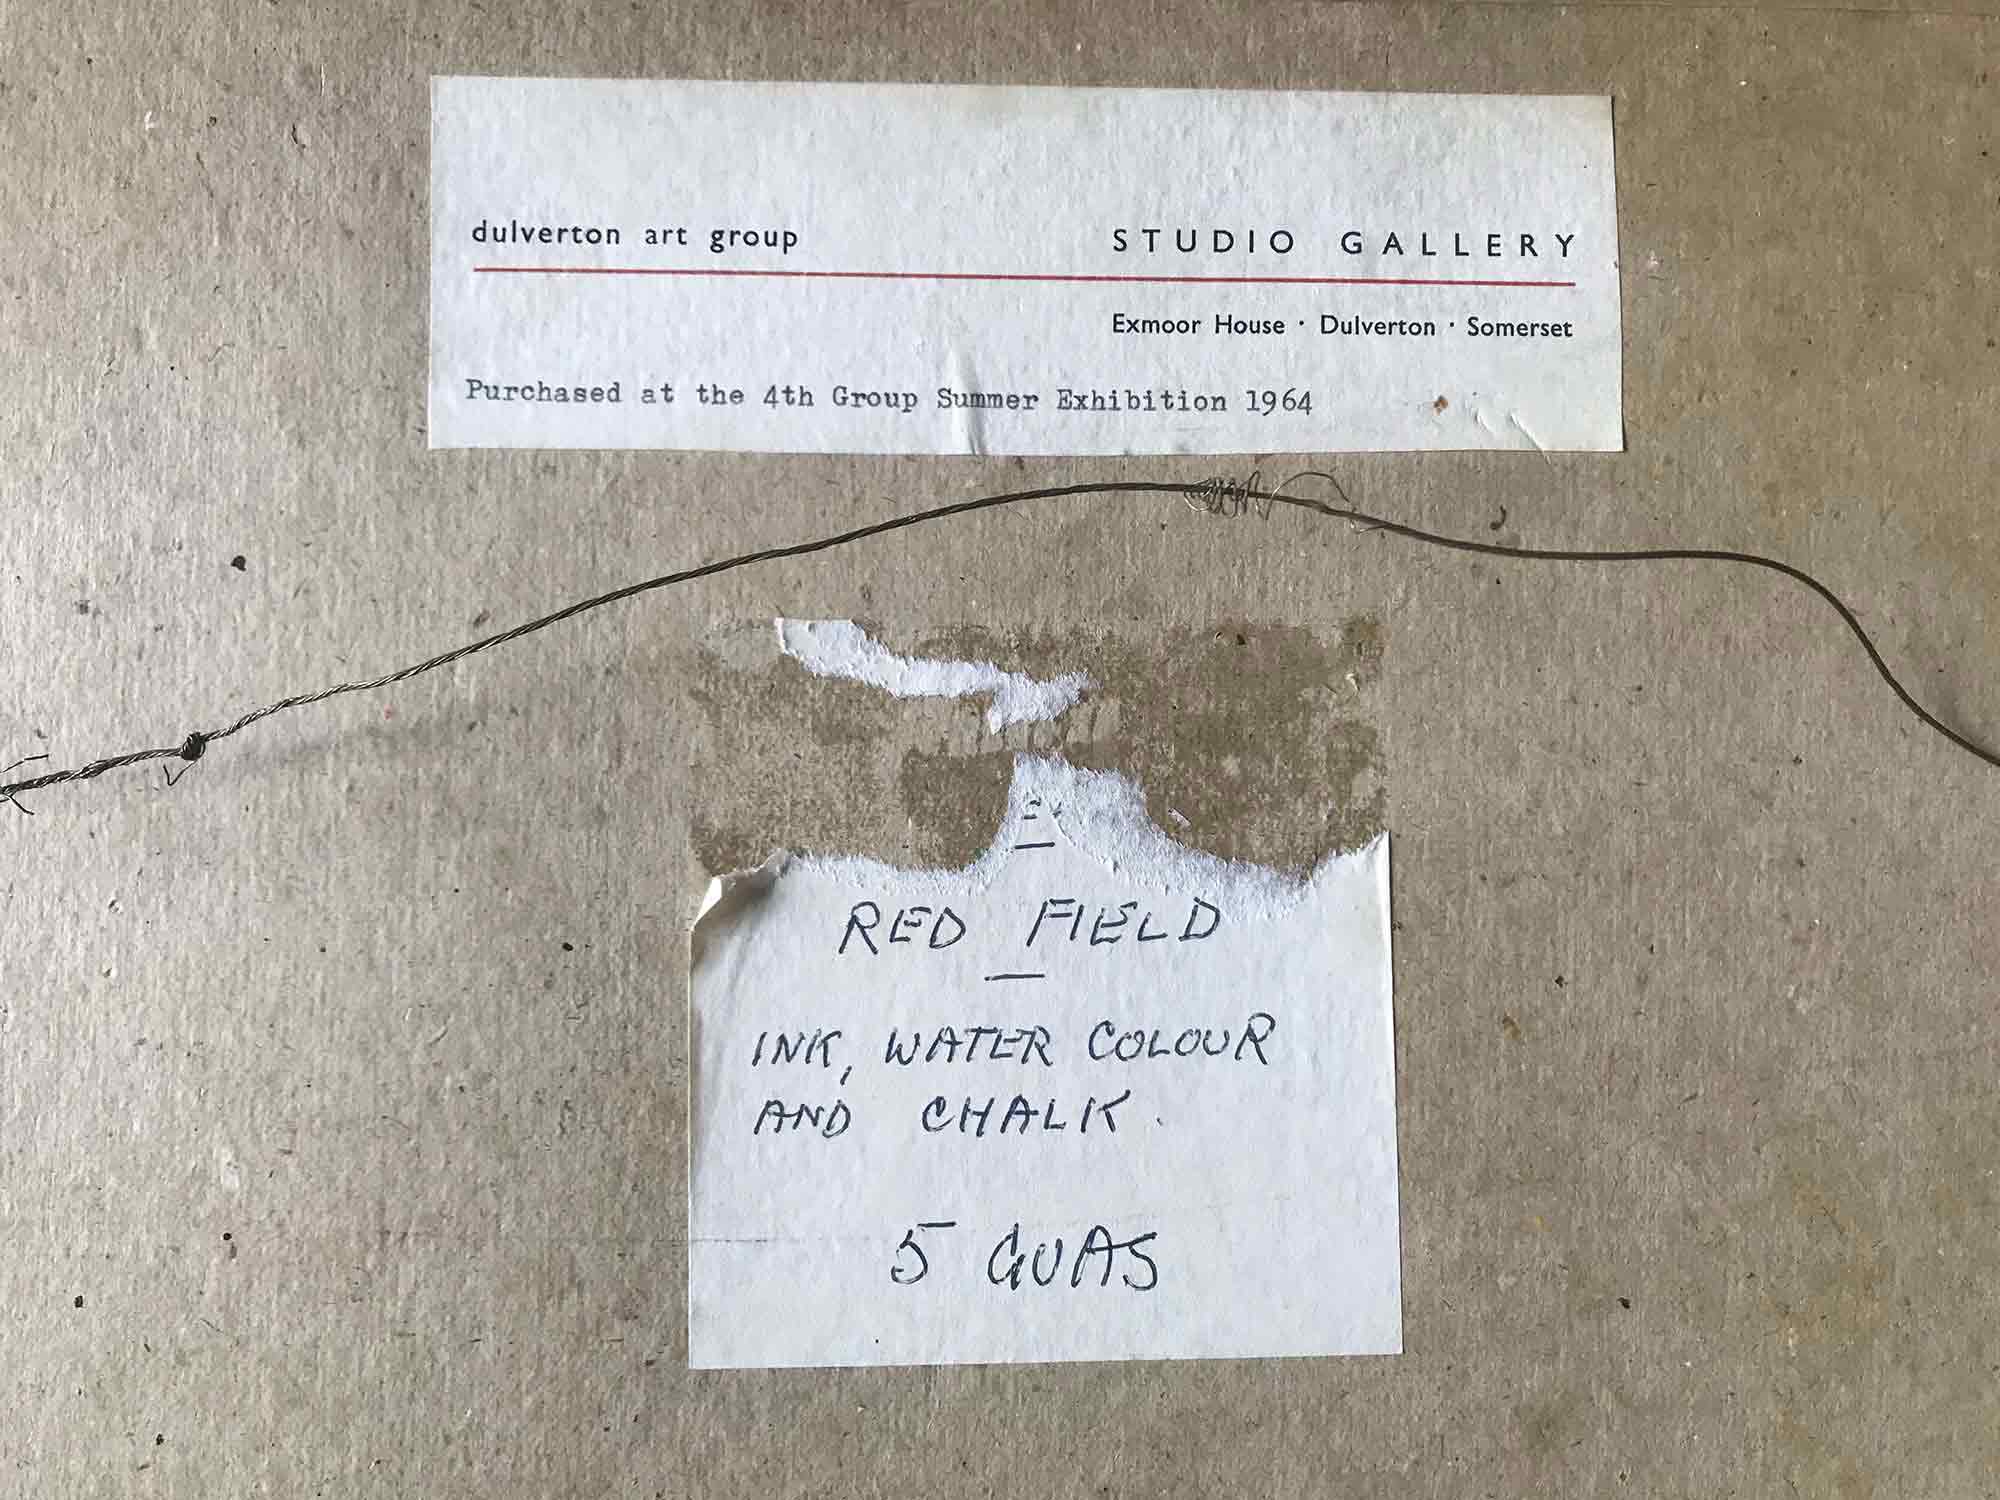 dulverton art group STUDIO GALLERY
Exmoor House · Dulverton · Somerset
Purchased at the 4th Group Summer Exhibition 1964
RED FIELD
INK, WATER COLOUR
AND CHALK.
5 GUAS